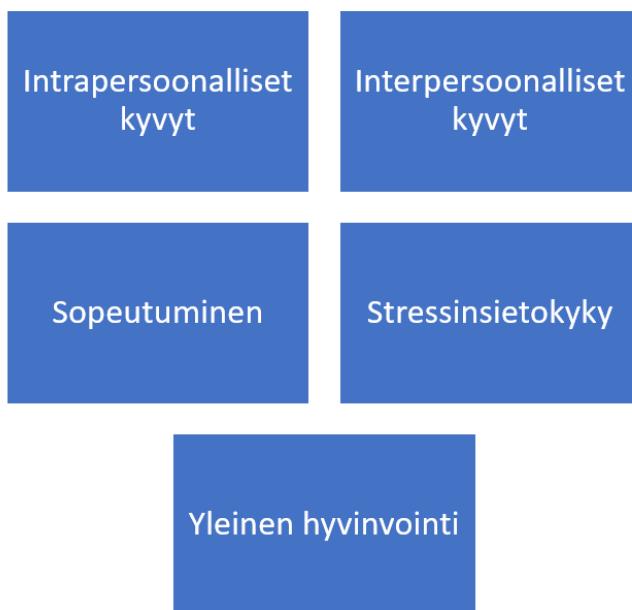 Intrapersoonalliset
kyvyt
Interpersoonalliset
kyvyt
Sopeutuminen
Stressinsietokyky
Yleinen hyvinvointi